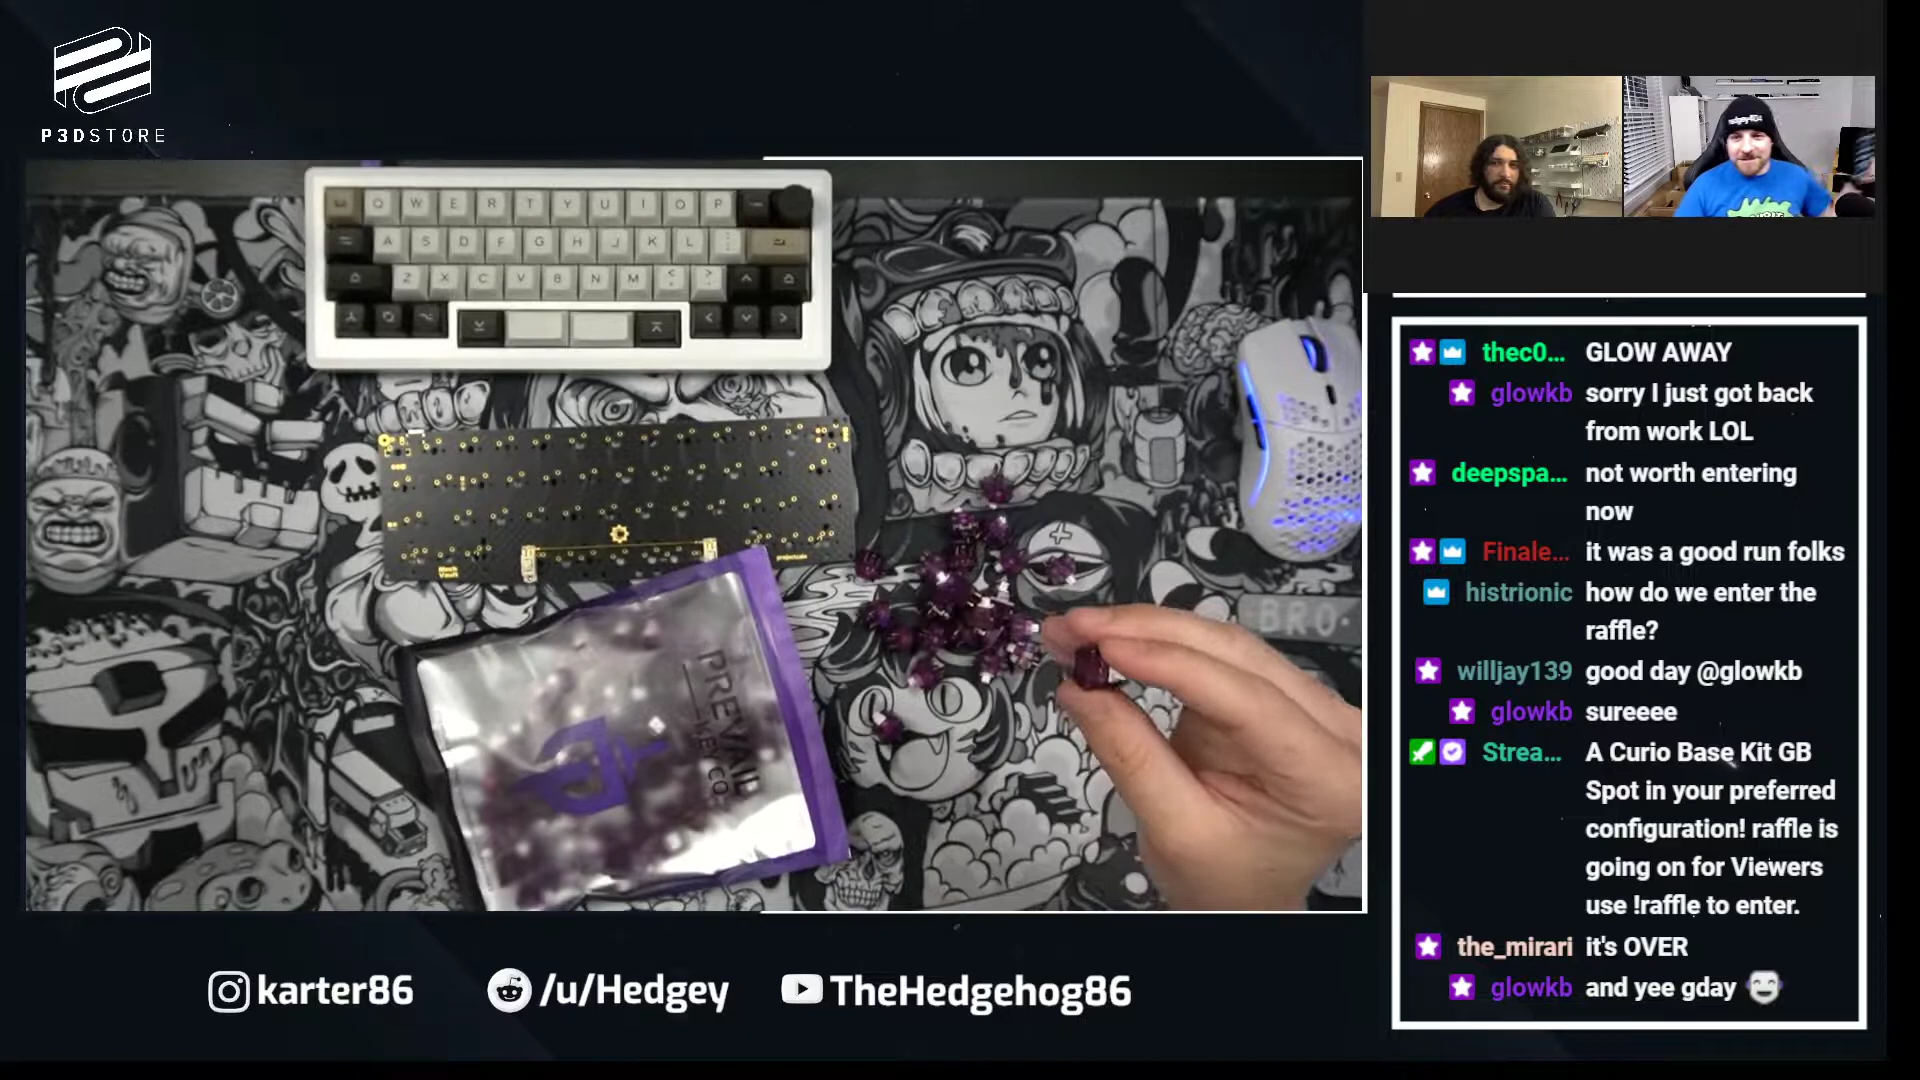 P3DSTORE
Q W E R T Y U I O P
A S D F G H J K L
Z X C V B N M
PREVAIL
KEY CO.
BRO.
thec0... GLOW AWAY
glowkb sorry I just got back
from work LOL
deepspa... not worth entering
now
Finale... it was a good run folks
histrionic how do we enter the
raffle?
willjay139 good day @glowkb
glowkb sureeee
Strea... A Curio Base Kit GB
Spot in your preferred
configuration! raffle is
going on for Viewers
use !raffle to enter.
the_mirari it's OVER
glowkb and yee gday
karter86
/u/Hedgey
TheHedgehog86